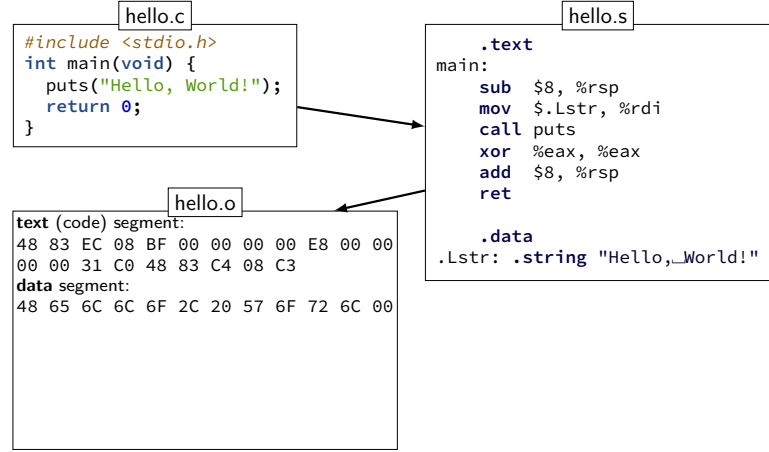 hello.c
#include <stdio.h>
int main(void) {
  puts("Hello, World!");
  return 0;
}
hello.s
    .text
main:
    sub  $8, %rsp
    mov  $.Lstr, %rdi
    call puts
    xor  %eax, %eax
    add  $8, %rsp
    ret
    .data
.Lstr: .string "Hello,␣World!"
hello.o
text (code) segment:
48 83 EC 08 BF 00 00 00 00 E8 00 00
00 00 31 C0 48 83 C4 08 C3
data segment:
48 65 6C 6C 6F 2C 20 57 6F 72 6C 00